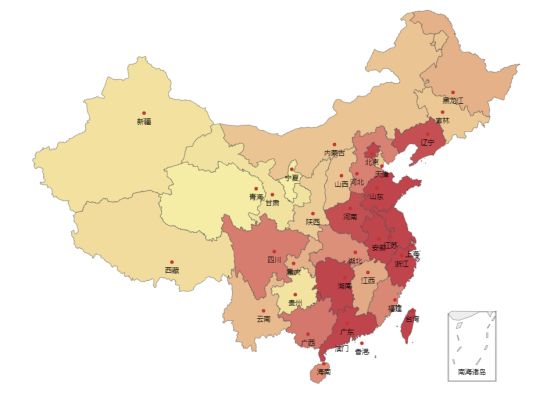 黑龙江
吉林
新疆
辽宁
内蒙古
北京
天津
宁夏
山西
河北
青海
甘肃
山东
河南
陕西
安徽
江苏
上海
四川
湖北
浙江
西藏
重庆
湖南
江西
贵州
福建
云南
台湾
广东
广西
澳门
香港
海南
南海诸岛